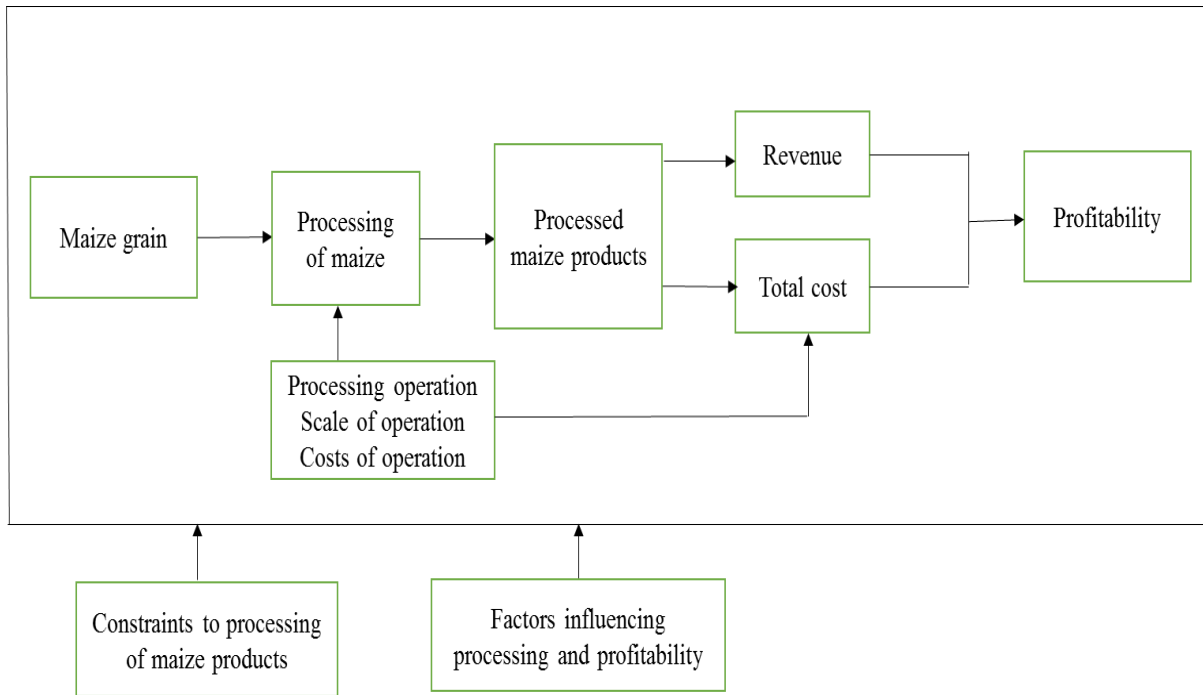 Maize grain
Processing
of maize
Processed
maize products
Revenue
Total cost
Profitability
Processing operation
Scale of operation
Costs of operation
Constraints to processing
of maize products
Factors influencing
processing and profitability